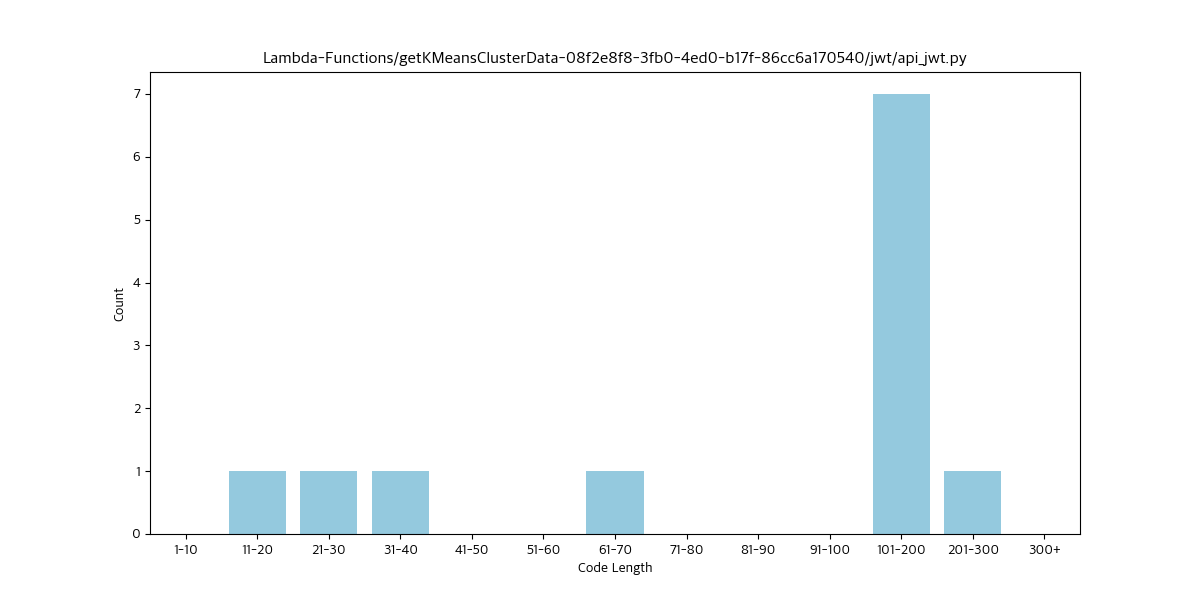 Lambda-Functions/getKMeansClusterData-08f2e8f8-3fb0-4ed0-b17f-86cc6a170540/jwt/api_jwt.py
7
6
5
4
3
2
1
0
Count
1-10 11-20 21-30 31-40 41-50 51-60 61-70 71-80 81-90 91-100 101-200 201-300 300+
Code Length